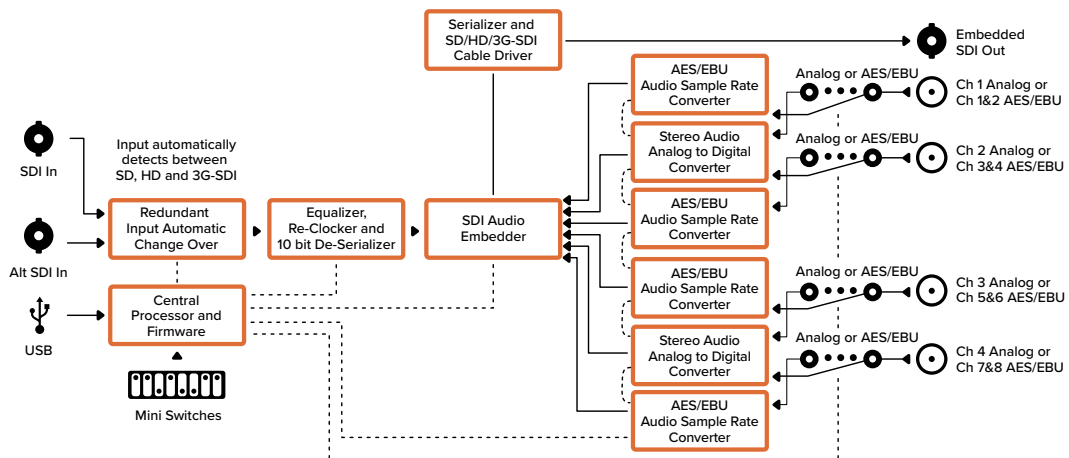 Serializer and
SD/HD/3G-SDI
Cable Driver
Embedded
SDI Out
AES/EBU
Audio Sample Rate
Converter
Analog or AES/EBU
Ch 1 Analog or
Ch 1&2 AES/EBU
SDI In
Input automatically
detects between
SD, HD and 3G-SDI
Stereo Audio
Analog to Digital
Converter
Analog or AES/EBU
Ch 2 Analog or
Ch 3&4 AES/EBU
Alt SDI In
Redundant
Input Automatic
Change Over
Equalizer,
Re-Clocker and
10 bit De-Serializer
SDI Audio
Embedder
AES/EBU
Audio Sample Rate
Converter
USB
Central
Processor and
Firmware
AES/EBU
Audio Sample Rate
Converter
Analog or AES/EBU
Ch 3 Analog or
Ch 5&6 AES/EBU
Mini Switches
Stereo Audio
Analog to Digital
Converter
Analog or AES/EBU
Ch 4 Analog or
Ch 7&8 AES/EBU
AES/EBU
Audio Sample Rate
Converter